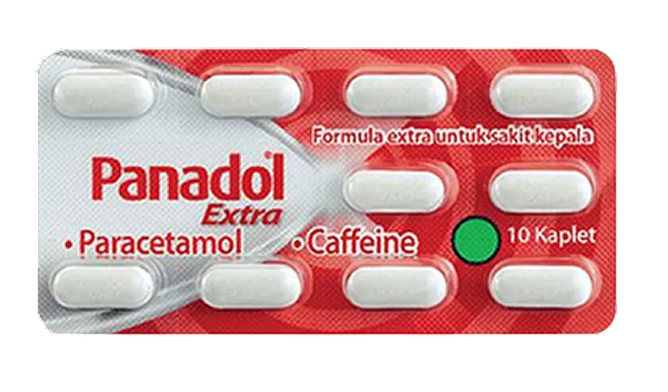 Formula extra untuk sakit kepala
Panadol®
Extra
• Paracetamol • Caffeine
10 Kaplet